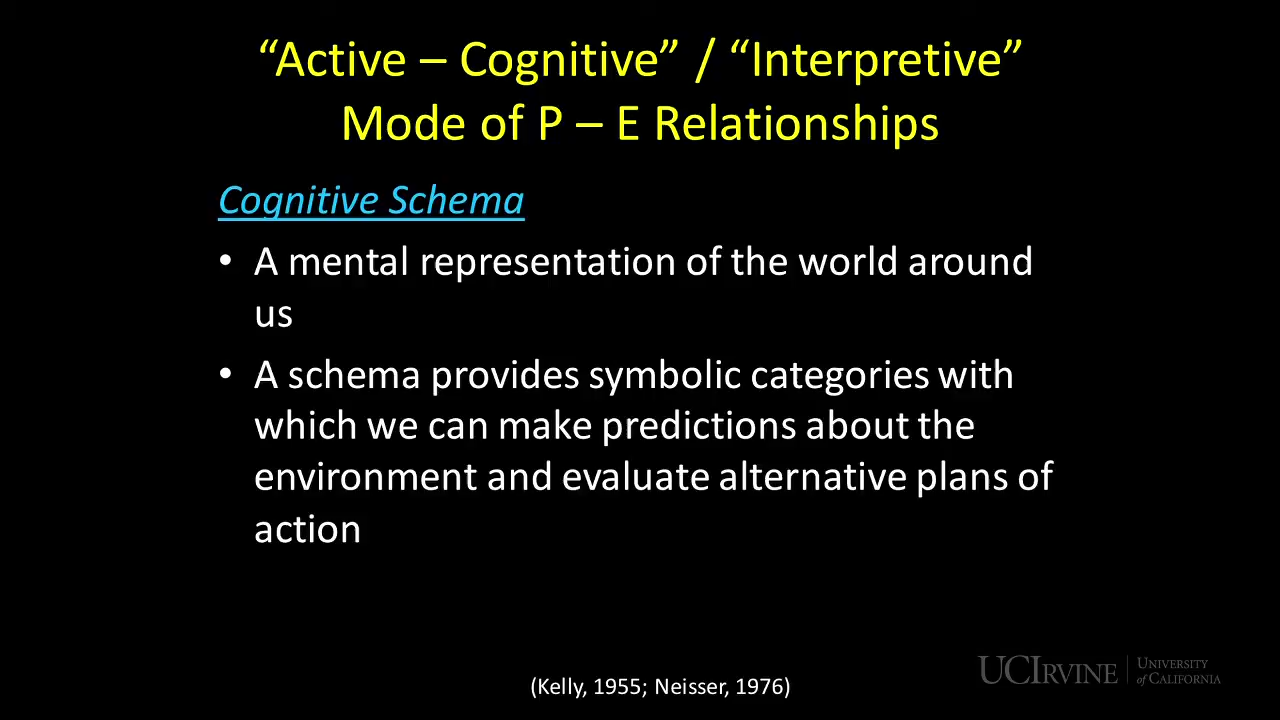 “Active – Cognitive” / “Interpretive”
Mode of P – E Relationships
Cognitive Schema
• A mental representation of the world around
us
• A schema provides symbolic categories with
which we can make predictions about the
environment and evaluate alternative plans of
action
UCIRVINE | UNIVERSITY
of CALIFORNIA
(Kelly, 1955; Neisser, 1976)